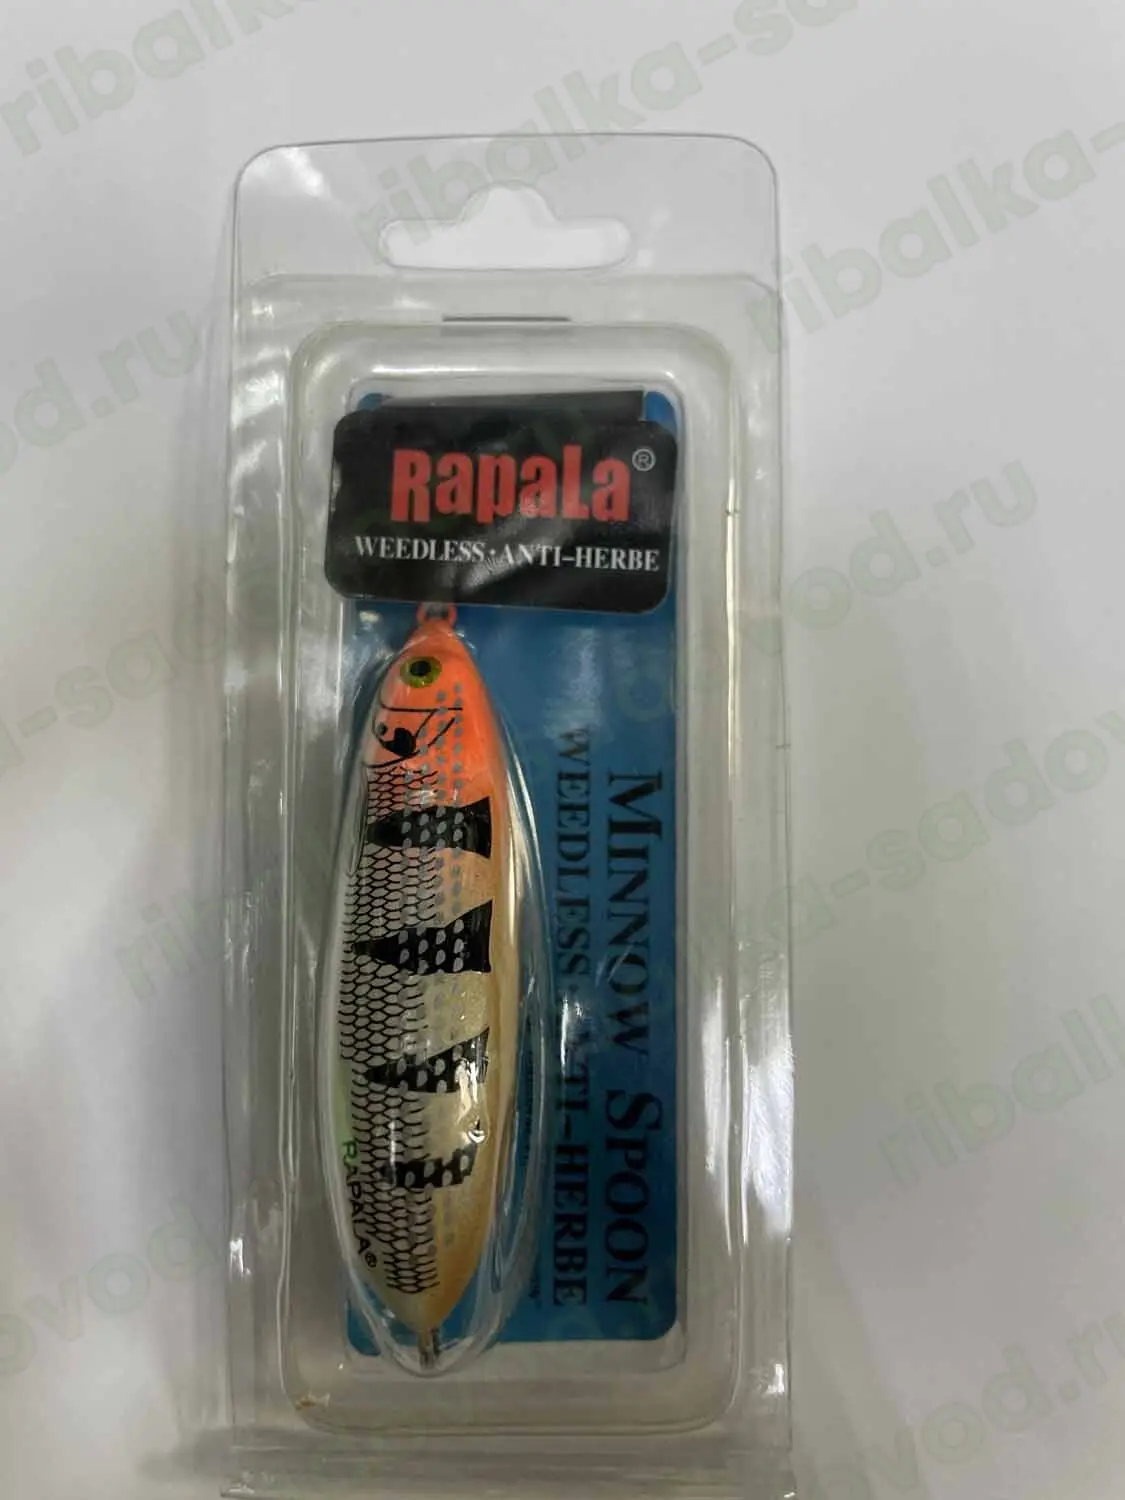 RapaLa®
WEEDLESS·ANTI-HERBE
MINNOW SPOON
WEEDLESS·ANTI-HERBE
RAPALA®
ribalka-sadovod.ru